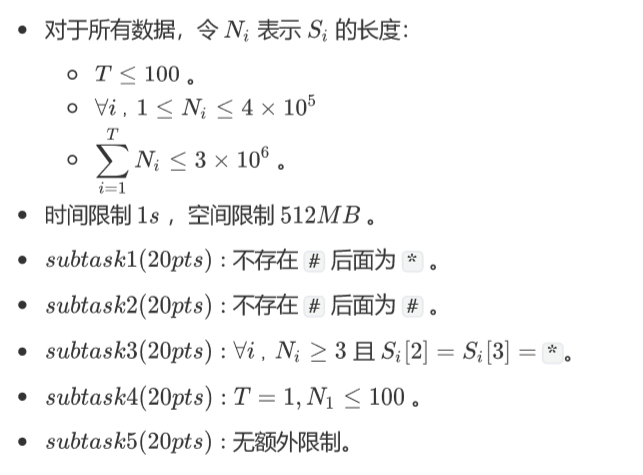 • 对于所有数据，令 $N_i$ 表示 $S_i$ 的长度：
∘ $T \leq 100$ 。
∘ $\forall i$ , $1 \leq N_i \leq 4 \times 10^5$
∘ $\sum_{i=1}^{T} N_i \leq 3 \times 10^6$ 。
• 时间限制 $1s$ ，空间限制 $512MB$ 。
• $subtask1(20pts)$ : 不存在 # 后面为 * 。
• $subtask2(20pts)$ : 不存在 # 后面为 # 。
• $subtask3(20pts)$ : $\forall i$ , $N_i \geq 3$ 且 $S_i[2] = S_i[3] =$ * 。
• $subtask4(20pts)$ : $T = 1, N_1 \leq 100$ 。
• $subtask5(20pts)$ : 无额外限制。